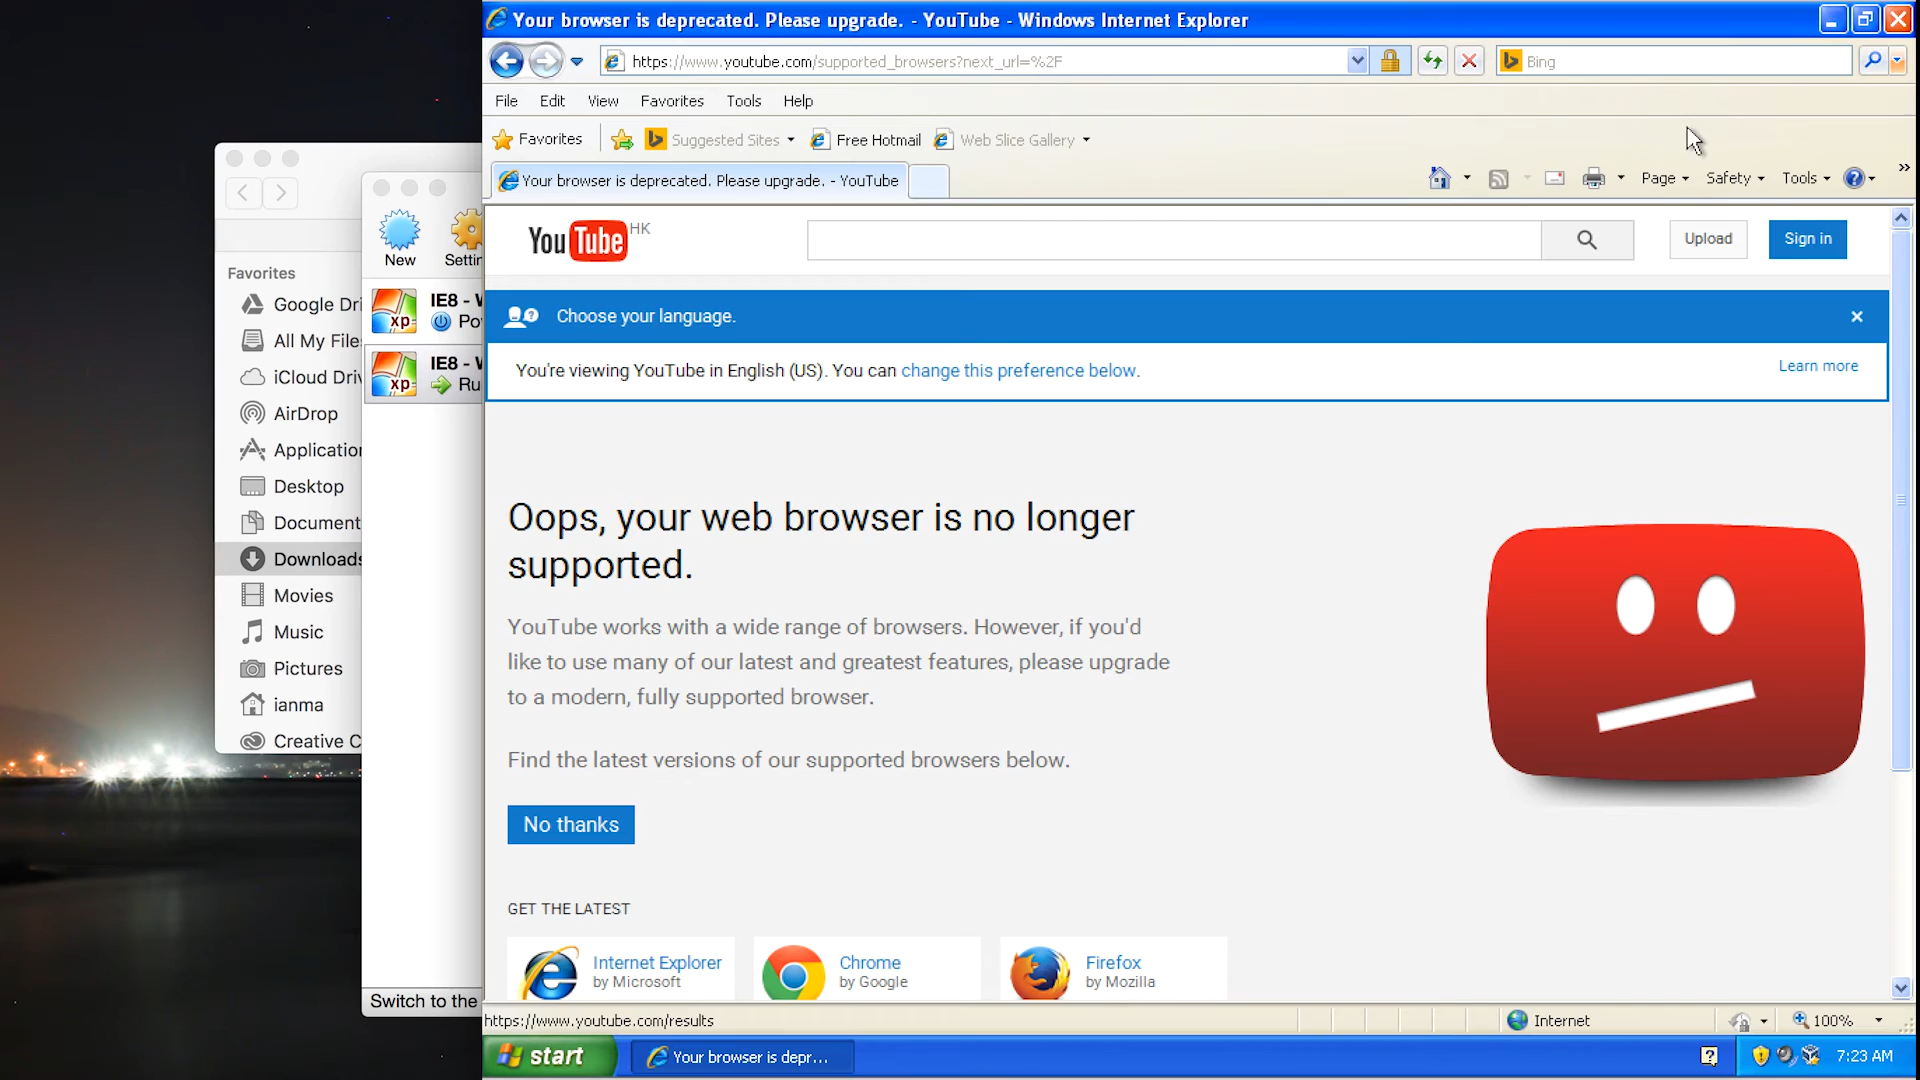 Your browser is deprecated. Please upgrade. - YouTube - Windows Internet Explorer
https://www.youtube.com/supported_browsers?next_url=%2F
Bing
File Edit View Favorites Tools Help
Favorites Suggested Sites Free Hotmail Web Slice Gallery
Your browser is deprecated. Please upgrade. - YouTube
Page Safety Tools
New
Settin
Favorites
Google Dri
All My File
iCloud Driv
AirDrop
Application
Desktop
Document
Downloads
Movies
Music
Pictures
ianma
Creative C
xp
IE8 - W
Po
xp
IE8 - W
Ru
Switch to the
YouTube HK
Upload
Sign in
Choose your language.
You're viewing YouTube in English (US). You can change this preference below.
Learn more
Oops, your web browser is no longer
supported.
YouTube works with a wide range of browsers. However, if you'd
like to use many of our latest and greatest features, please upgrade
to a modern, fully supported browser.
Find the latest versions of our supported browsers below.
No thanks
GET THE LATEST
Internet Explorer
by Microsoft
Chrome
by Google
Firefox
by Mozilla
https://www.youtube.com/results
Internet
100%
start
Your browser is depr...
7:23 AM